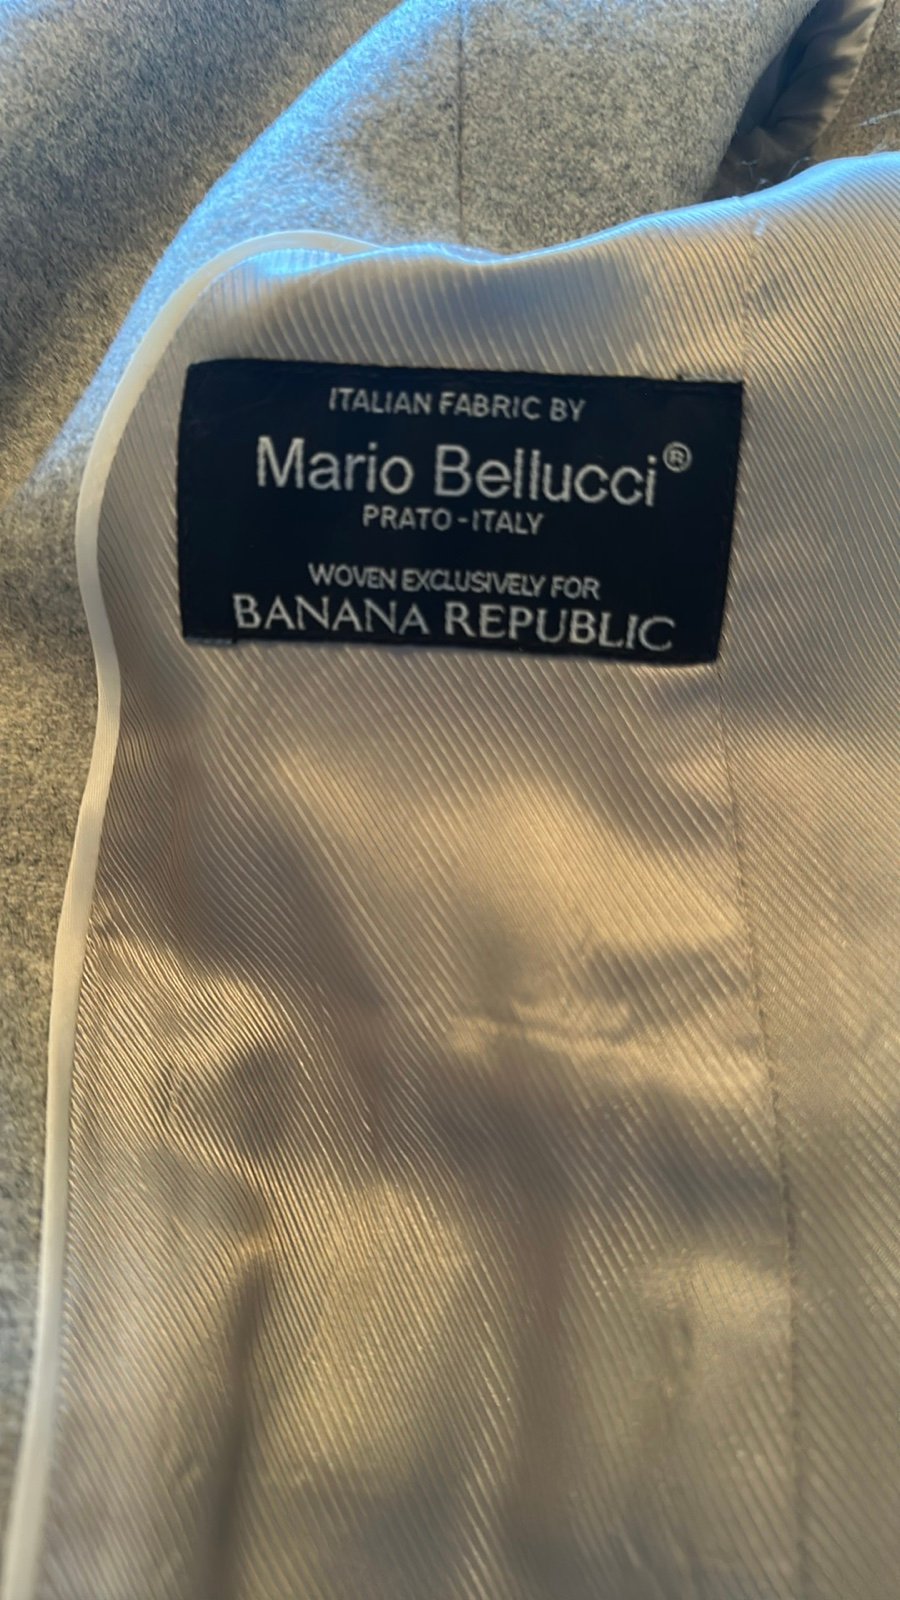 ITALIAN FABRIC BY
Mario Bellucci®
PRATO-ITALY
WOVEN EXCLUSIVELY FOR
BANANA REPUBLIC